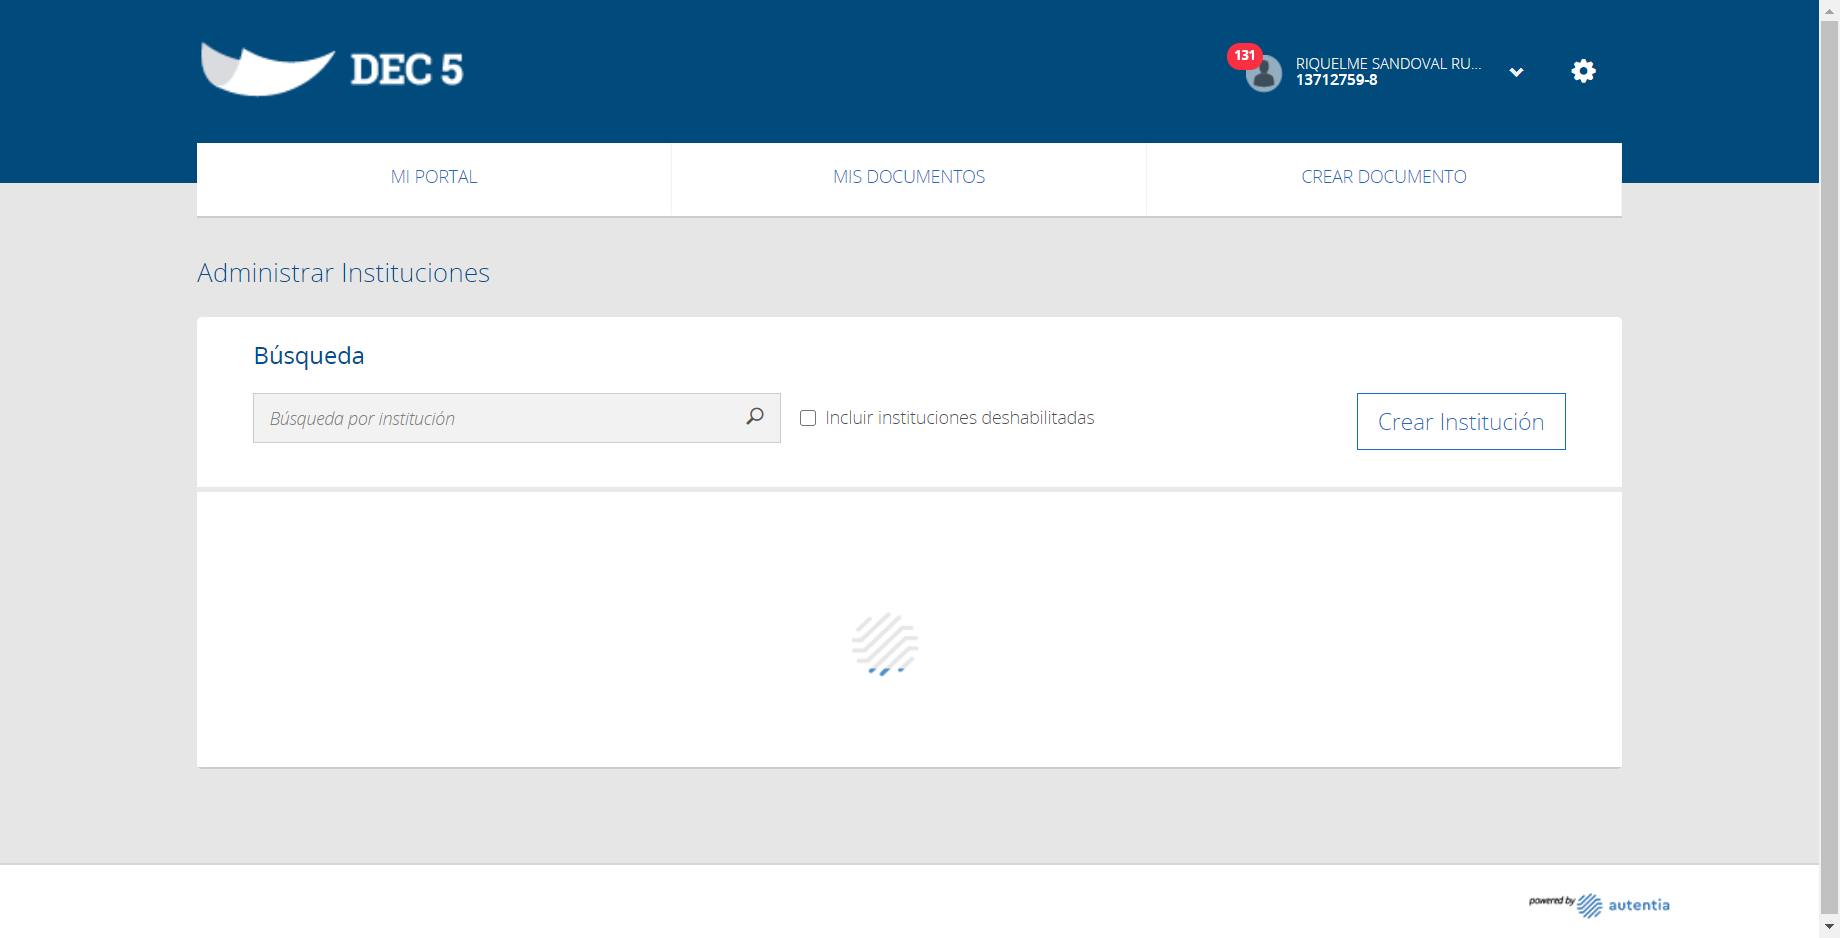 DEC 5
131
RIQUELME SANDOVAL RU...
13712759-8
MI PORTAL
MIS DOCUMENTOS
CREAR DOCUMENTO
Administrar Instituciones
Búsqueda
Búsqueda por institución
Incluir instituciones deshabilitadas
Crear Institución
powered by autentia